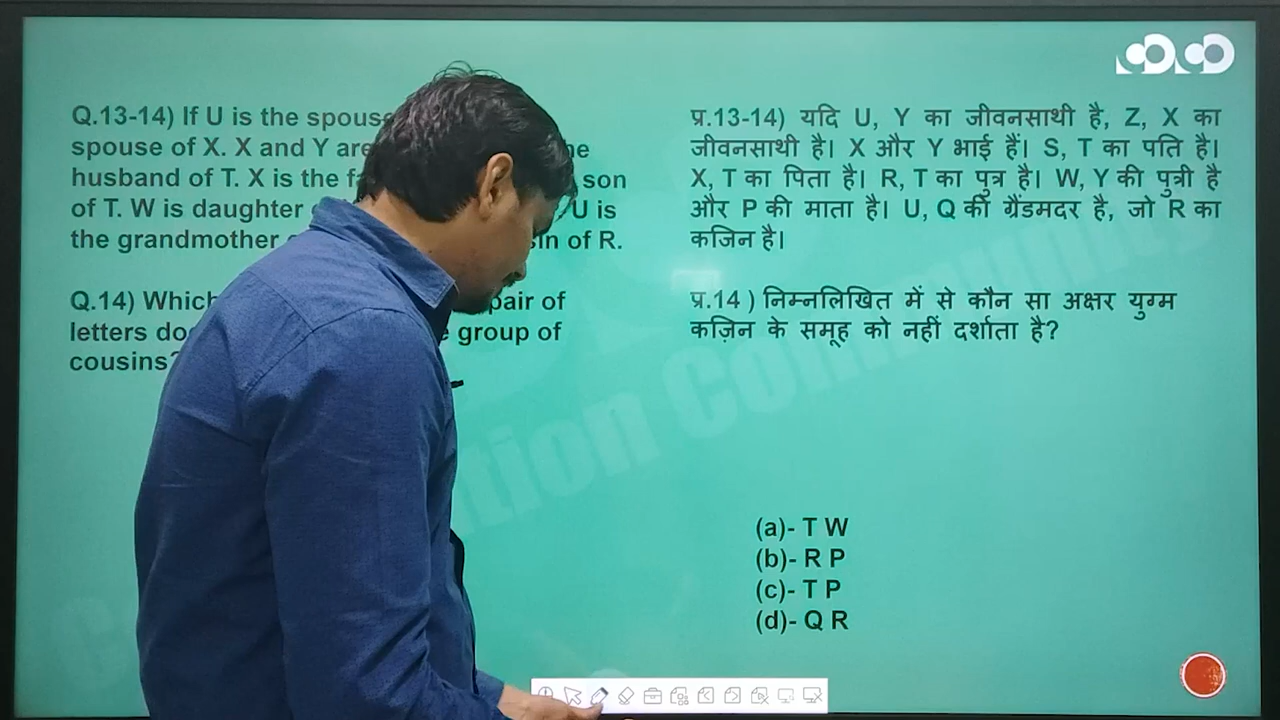 Q.13-14) If U is the spouse
spouse of X. X and Y are
husband of T. X is the son
of T. W is daughter U is
the grandmother of R.
Q.14) Which pair of
letters group of
cousins
प्र.13-14) यदि U, Y का जीवनसाथी है, Z, X का
जीवनसाथी है। X और Y भाई हैं। S, T का पति है।
X, T का पिता है। R, T का पुत्र है। W, Y की पुत्री है
और P की माता है। U, Q की ग्रैंडमदर है, जो R का
कजिन है।
प्र.14 ) निम्नलिखित में से कौन सा अक्षर युग्म
कज़िन के समूह को नहीं दर्शाता है?
(a)- T W
(b)- R P
(c)- T P
(d)- Q R